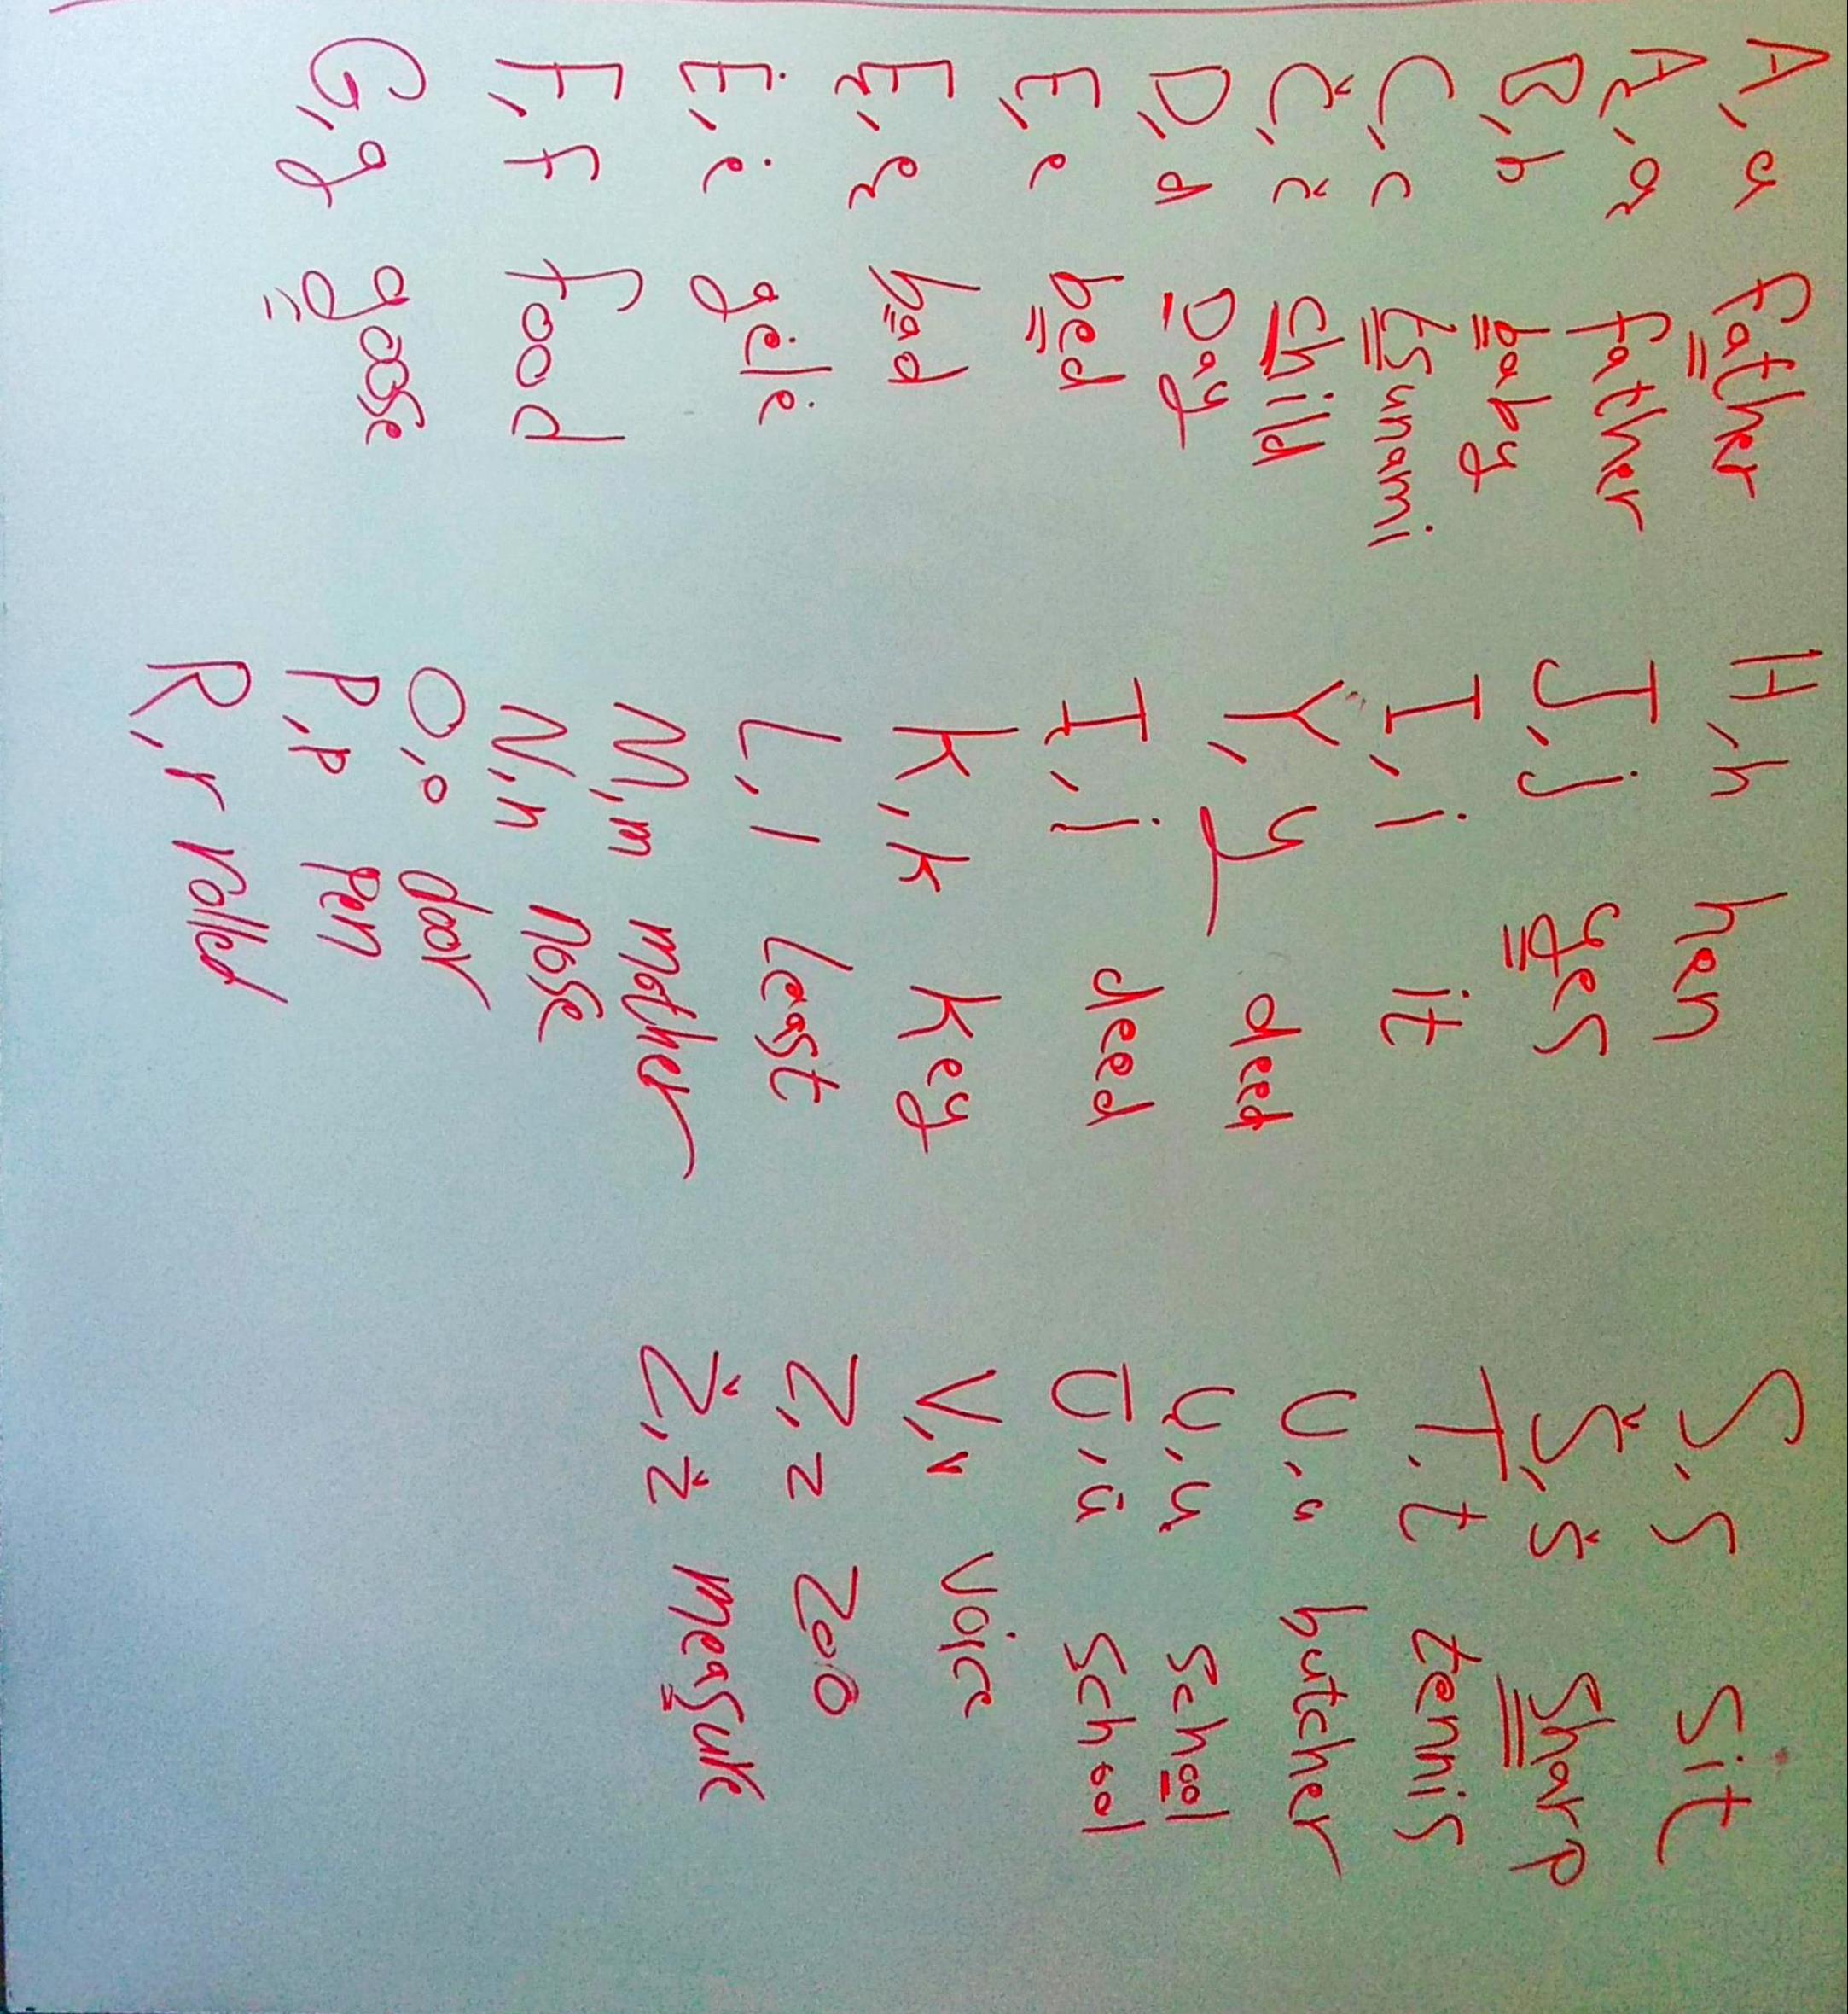 A, a father
Ą, ą father
B, b baby
C, c tsunami
Č, č child
D, d Day
E, e bed
Ę, ę bad
Ė, ė gėlė
F, f food
G, g goose
g
H, h hen
J, j yes
I, i it
Y, y deed
I, i deed
K, k key
L, l Least
M, m mother
N, n nose
O, o door
P, p pen
R, r rolled
S, s sit
Š, š sharp
T, t tennis
U, u butcher
Ų, ų school
Ū, ū school
V, v voice
Z, z zoo
Ž, ž measure